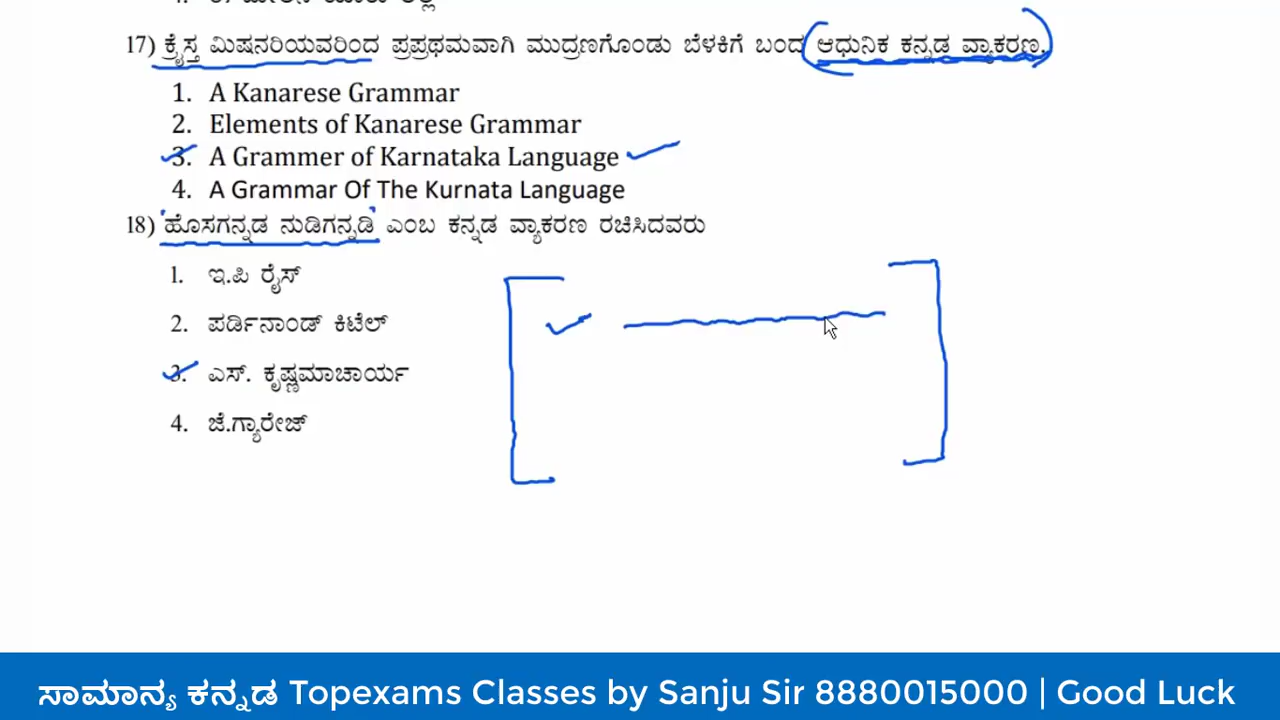 17) ಕ್ರೈಸ್ತ ಮಿಷನರಿಯವರಿಂದ ಪ್ರಪ್ರಥಮವಾಗಿ ಮುದ್ರಣಗೊಂಡು ಬೆಳಕಿಗೆ ಬಂದ ಆಧುನಿಕ ಕನ್ನಡ ವ್ಯಾಕರಣ.
1. A Kanarese Grammar
2. Elements of Kanarese Grammar
3. A Grammer of Karnataka Language
4. A Grammar Of The Kurnata Language
18) 'ಹೊಸಗನ್ನಡ ನುಡಿಗನ್ನಡಿ' ಎಂಬ ಕನ್ನಡ ವ್ಯಾಕರಣ ರಚಿಸಿದವರು
1. ಇ.ಪಿ ರೈಸ್
2. ಪರ್ಡಿನಾಂಡ್ ಕಿಟೆಲ್
3. ಎಸ್. ಕೃಷ್ಣಮಾಚಾರ್ಯ
4. ಜೆ.ಗ್ಯಾರೇಜ್
ಸಾಮಾನ್ಯ ಕನ್ನಡ Topexams Classes by Sanju Sir 8880015000 | Good Luck